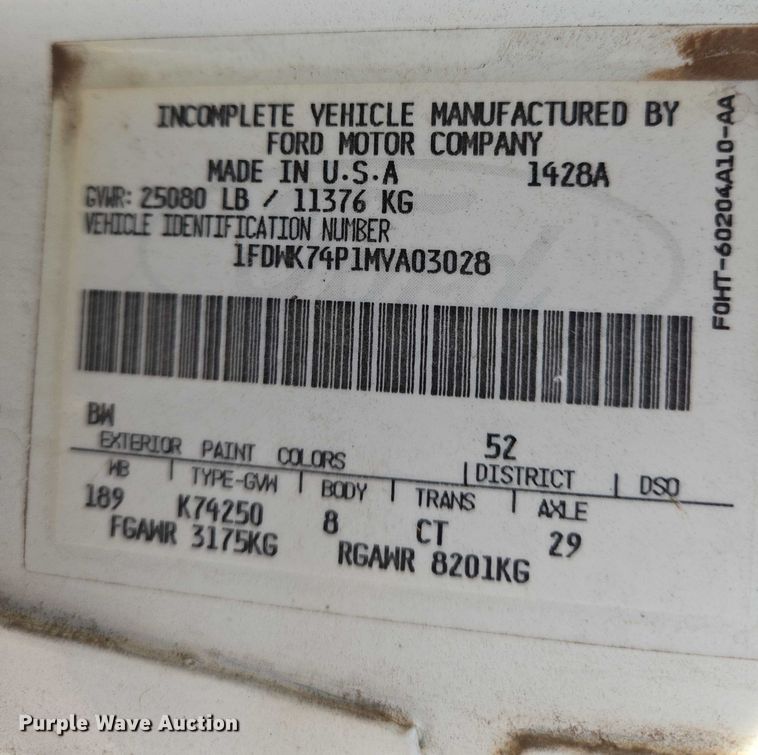 INCOMPLETE VEHICLE MANUFACTURED BY
FORD MOTOR COMPANY
MADE IN U.S.A 1428A
GVWR: 25080 LB / 11376 KG
VEHICLE IDENTIFICATION NUMBER
1FDWK74P1MVA03028
F0HT-60204A10-AA
BW 52
EXTERIOR PAINT COLORS DISTRICT DSO
WB TYPE-GVW BODY TRANS AXLE
189 K74250 8 CT 29
FGAWR 3175KG RGAWR 8201KG
Purple Wave Auction